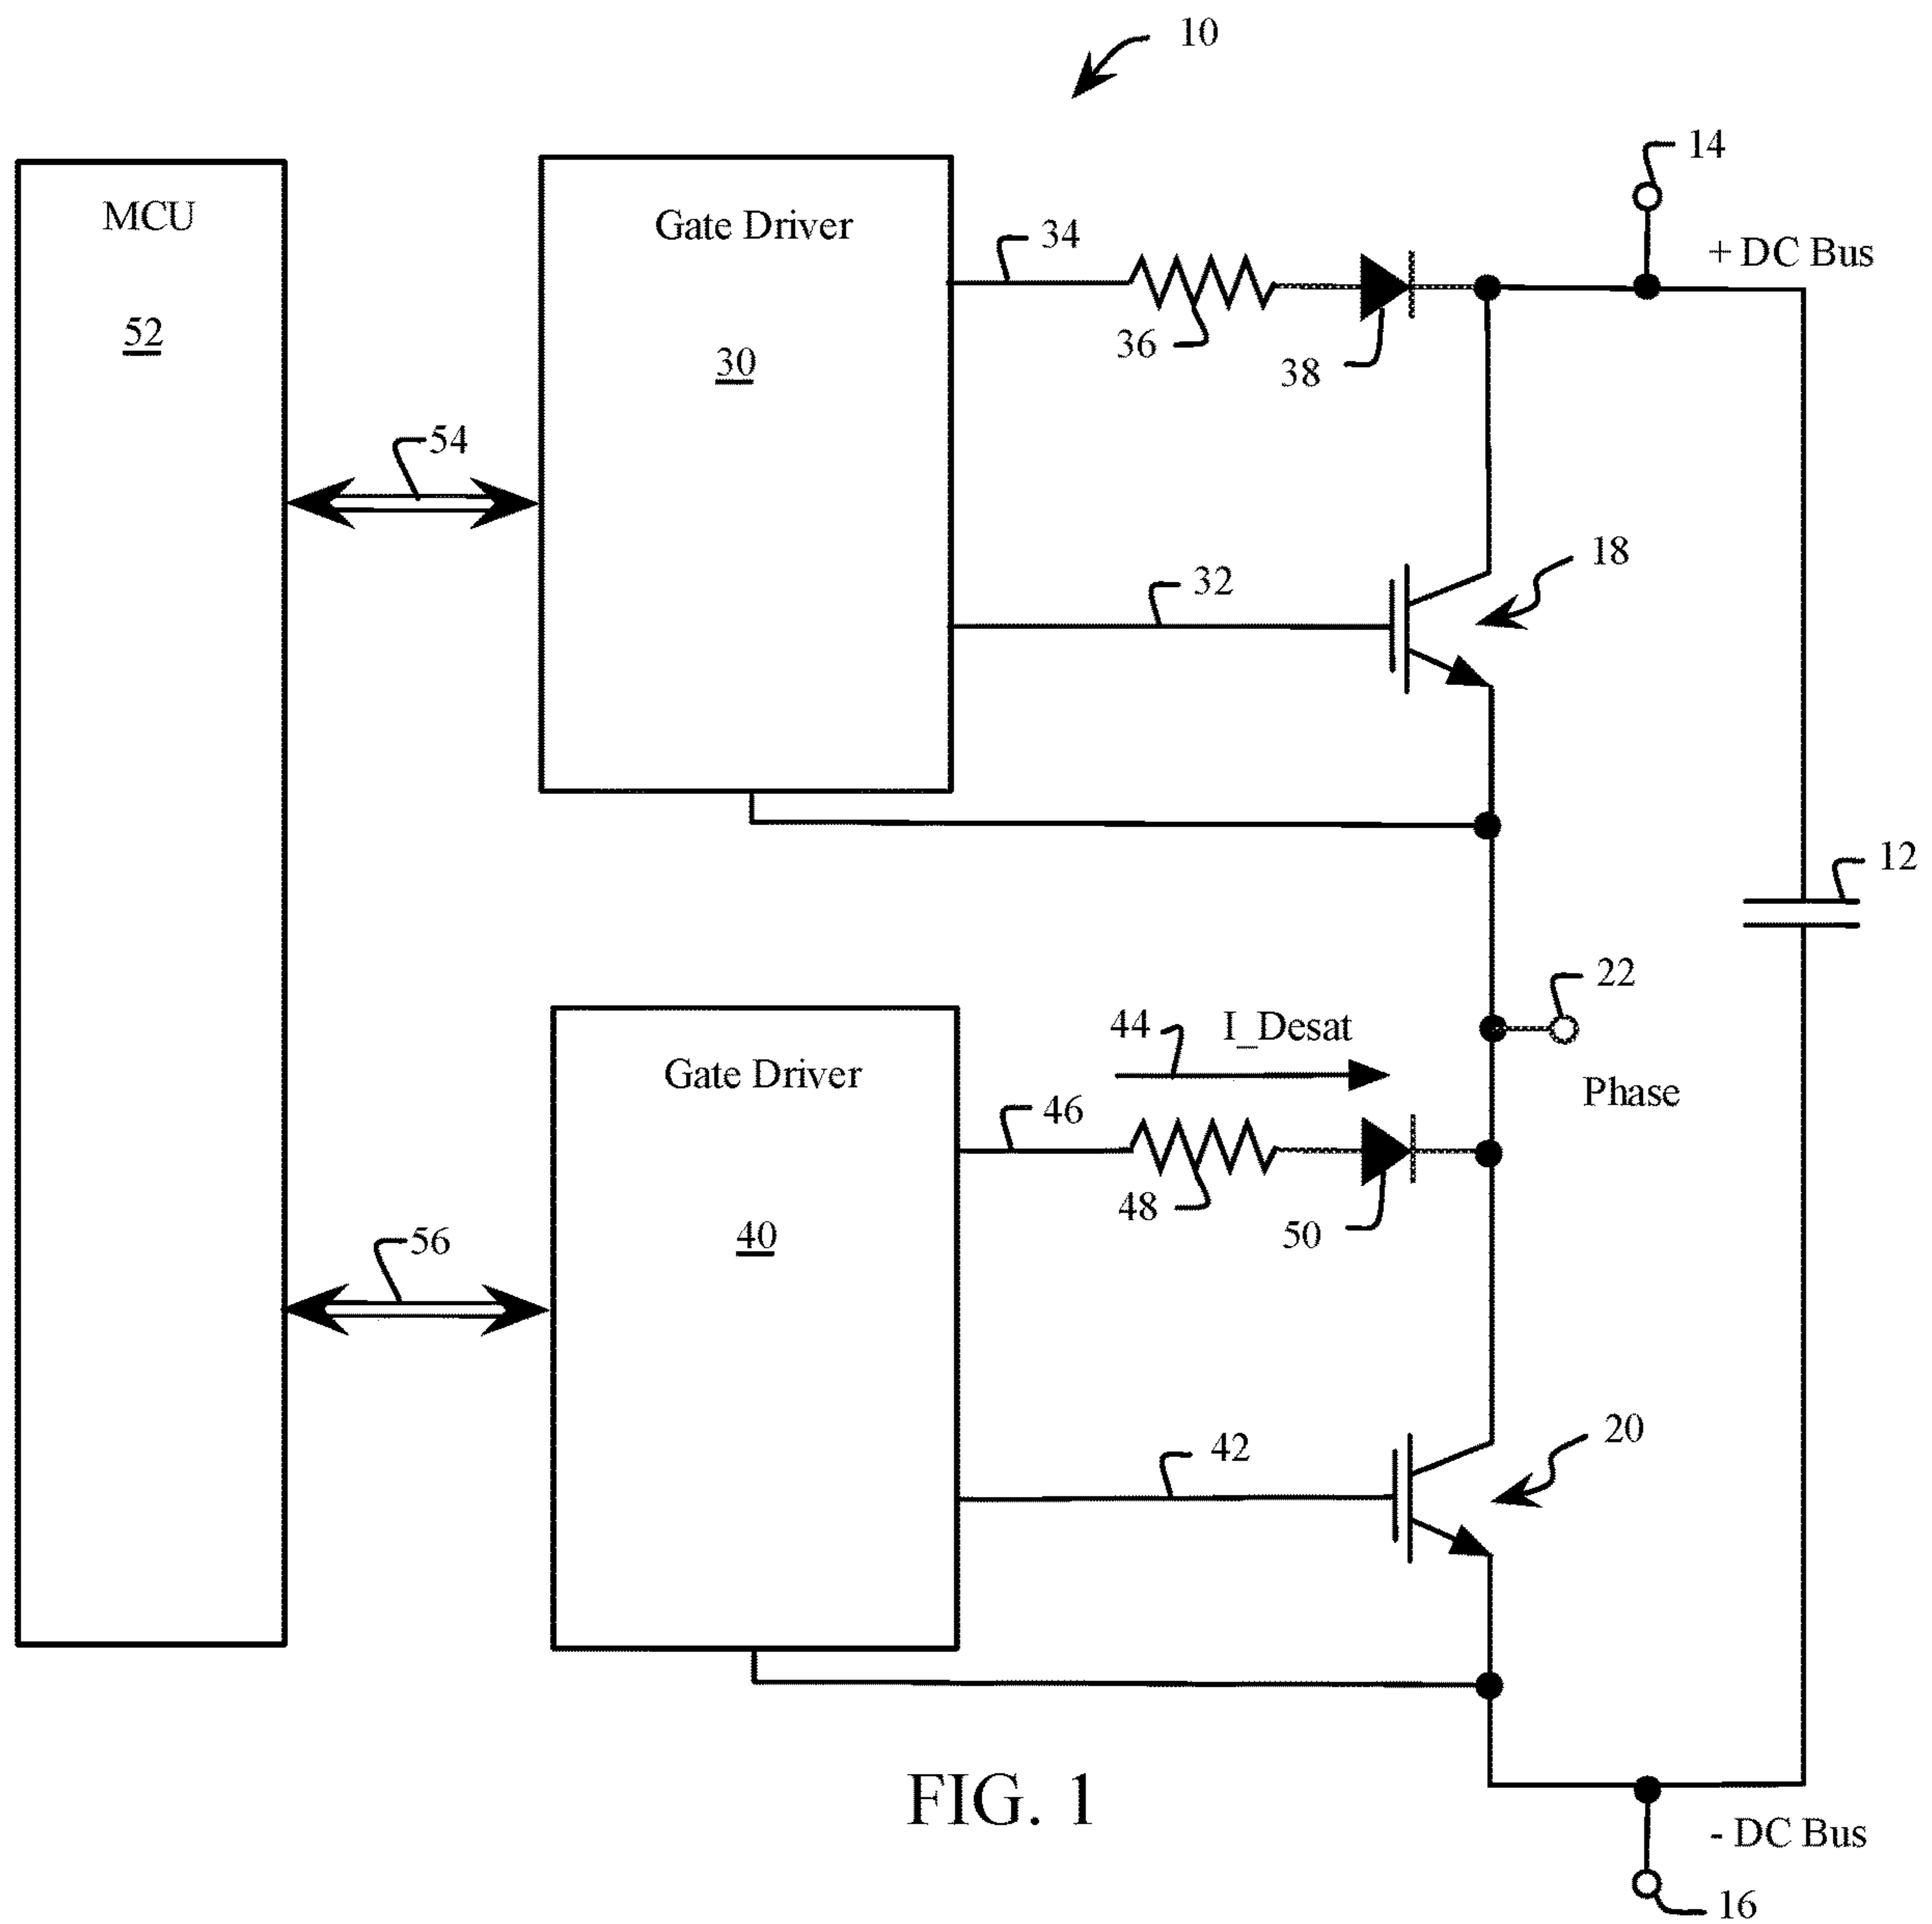 10
14
+ DC Bus
MCU
52
Gate Driver
30
34
36
38
54
32
18
12
22
Phase
Gate Driver
40
44
I_Desat
46
48
50
56
42
20
FIG. 1
- DC Bus
16